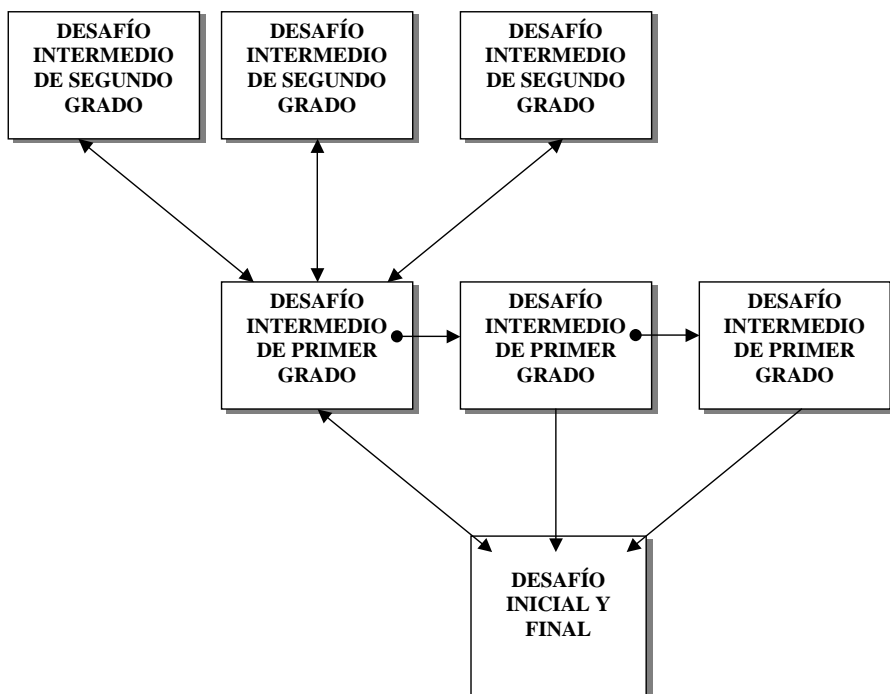 DESAFÍO
INTERMEDIO
DE SEGUNDO
GRADO
DESAFÍO
INTERMEDIO
DE SEGUNDO
GRADO
DESAFÍO
INTERMEDIO
DE SEGUNDO
GRADO
DESAFÍO
INTERMEDIO
DE PRIMER
GRADO
DESAFÍO
INTERMEDIO
DE PRIMER
GRADO
DESAFÍO
INTERMEDIO
DE PRIMER
GRADO
DESAFÍO
INICIAL Y
FINAL